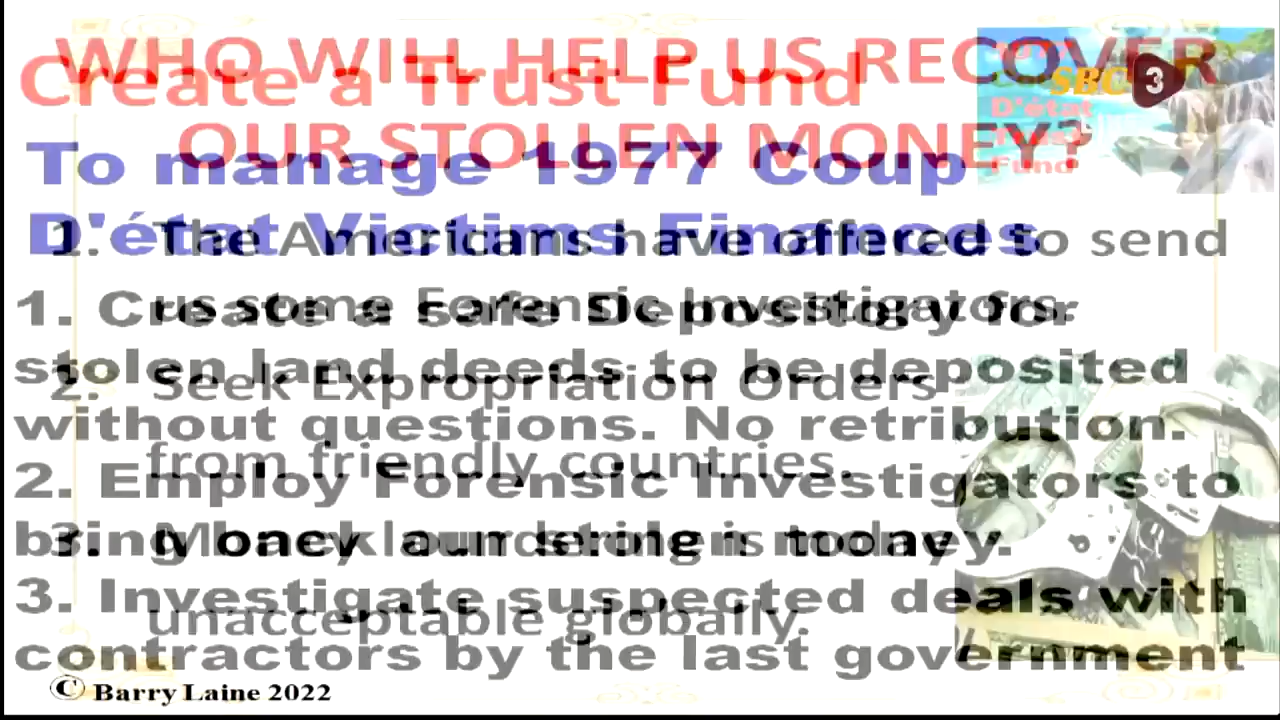 WHO WILL HELP US RECOVER
OUR STOLEN MONEY?
1. The Americans have offered to send
us some Forensic Investigators.
2. Seek Expropriation Orders
from friendly countries.
3. Money laundering is today
unacceptable globally.
Create a Trust Fund
To manage 1977 Coup
D'état Victims Finances
1. Create a safe Depository for
stolen land deeds to be deposited
without questions. No retribution.
2. Employ Forensic Investigators to
bring back stolen money.
3. Investigate suspected deals with
contractors by the last government
SBC 3
D'état
Fund
© Barry Laine 2022